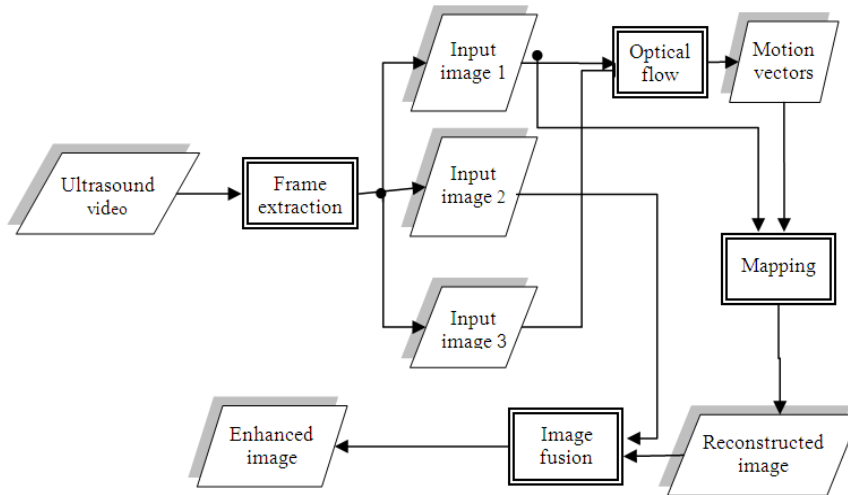 Input
image 1
Optical
flow
Motion
vectors
Ultrasound
video
Frame
extraction
Input
image 2
Mapping
Input
image 3
Enhanced
image
Image
fusion
Reconstructed
image